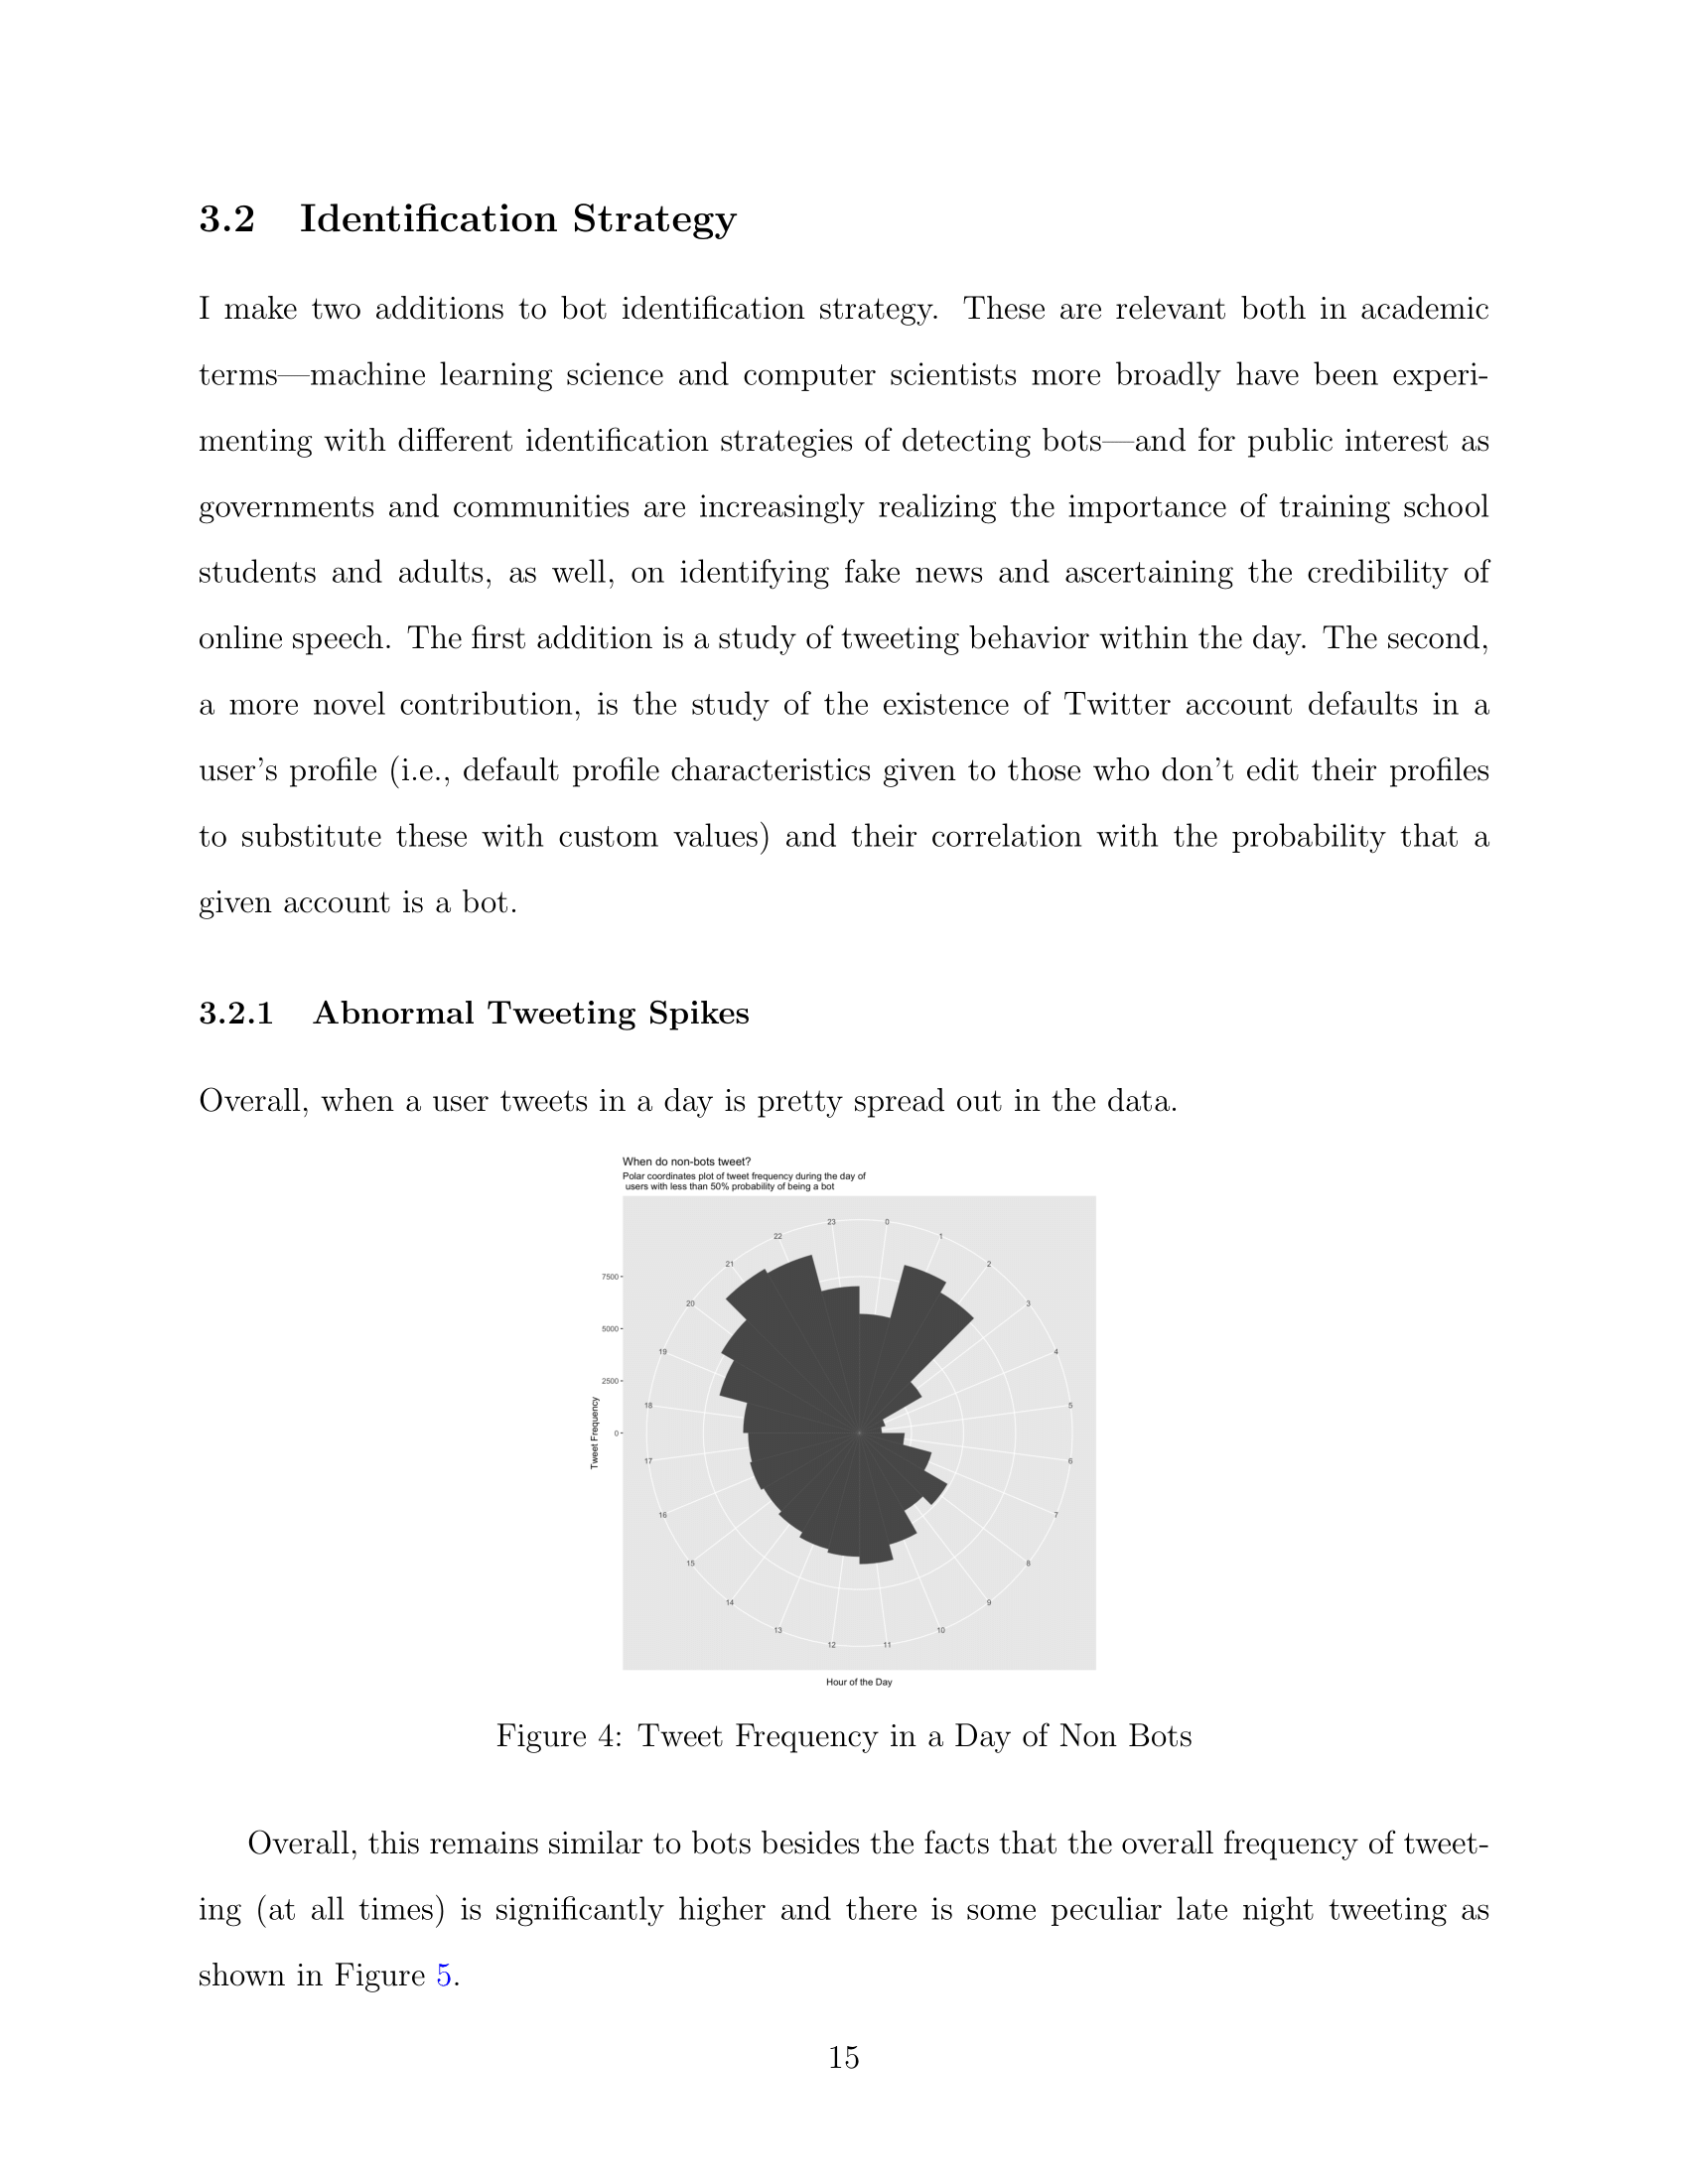 3.2 Identification Strategy
I make two additions to bot identification strategy. These are relevant both in academic
terms—machine learning science and computer scientists more broadly have been experi-
menting with different identification strategies of detecting bots—and for public interest as
governments and communities are increasingly realizing the importance of training school
students and adults, as well, on identifying fake news and ascertaining the credibility of
online speech. The first addition is a study of tweeting behavior within the day. The second,
a more novel contribution, is the study of the existence of Twitter account defaults in a
user's profile (i.e., default profile characteristics given to those who don't edit their profiles
to substitute these with custom values) and their correlation with the probability that a
given account is a bot.
3.2.1 Abnormal Tweeting Spikes
Overall, when a user tweets in a day is pretty spread out in the data.
When do non-bots tweet?
Polar coordinates plot of tweet frequency during the day of
users with less than 50% probability of being a bot
23
0
22
1
21
2
7500
20
3
5000
19
4
2500
18
5
0
Tweet Frequency
17
6
16
7
15
8
14
9
13
10
12
11
Hour of the Day
Figure 4: Tweet Frequency in a Day of Non Bots
Overall, this remains similar to bots besides the facts that the overall frequency of tweet-
ing (at all times) is significantly higher and there is some peculiar late night tweeting as
shown in Figure 5.
15